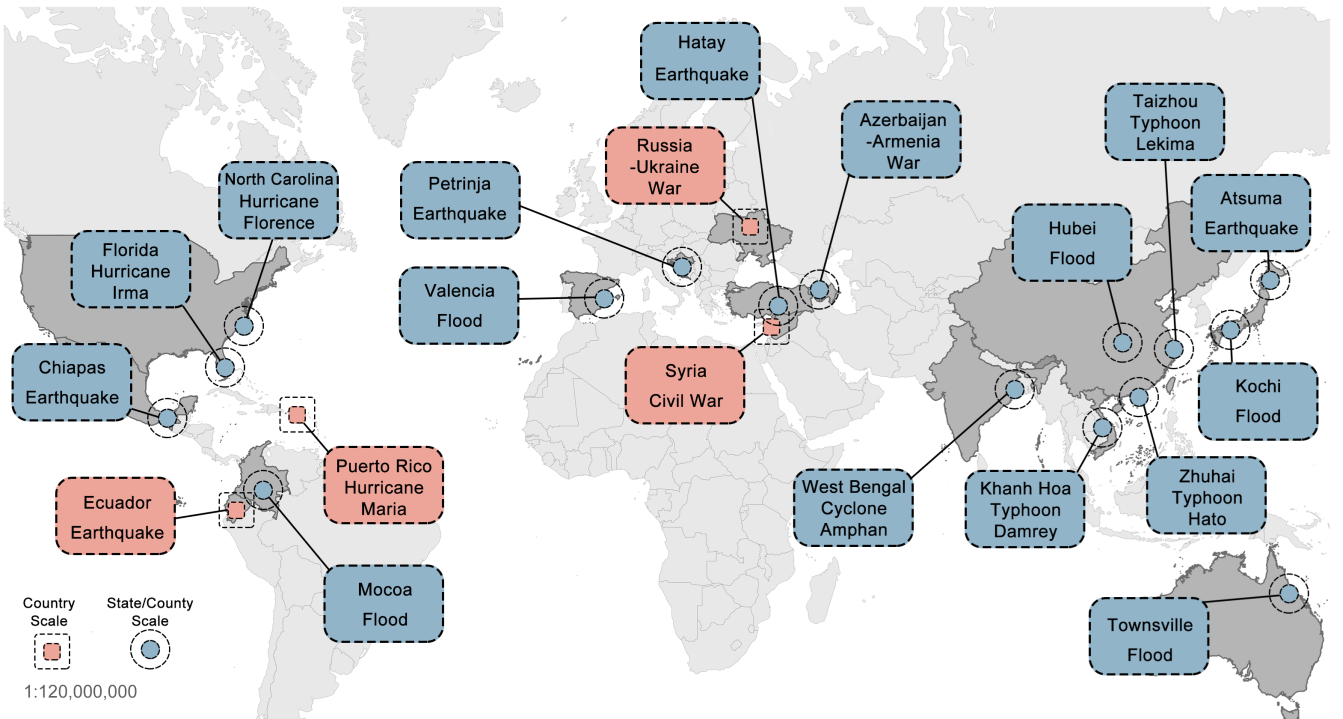 Hatay
Earthquake
Taizhou
Typhoon
Lekima
Azerbaijan
-Armenia
War
Russia
-Ukraine
War
North Carolina
Hurricane
Florence
Petrinja
Earthquake
Atsuma
Earthquake
Hubei
Flood
Florida
Hurricane
Irma
Valencia
Flood
Chiapas
Earthquake
Syria
Civil War
Kochi
Flood
Puerto Rico
Hurricane
Maria
Ecuador
Earthquake
West Bengal
Cyclone
Amphan
Khanh Hoa
Typhoon
Damrey
Zhuhai
Typhoon
Hato
Mocoa
Flood
Townsville
Flood
Country
Scale
State/County
Scale
1:120,000,000